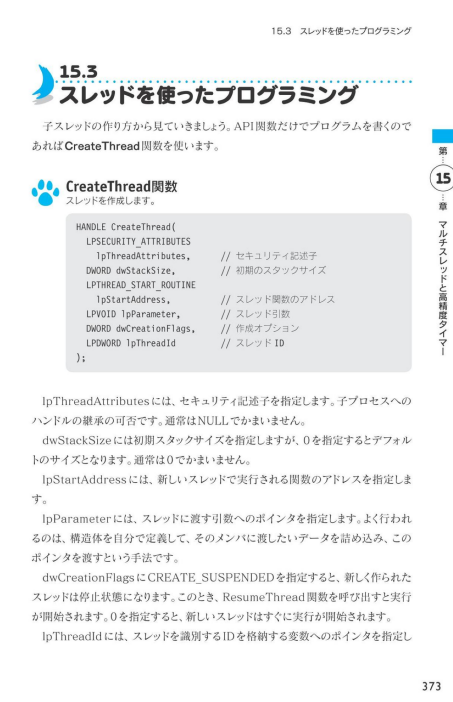 15.3 スレッドを使ったプログラミング
15.3
スレッドを使ったプログラミング
子スレッドの作り方から見ていきましょう。API関数だけでプログラムを書くので
あればCreateThread関数を使います。
CreateThread関数
スレッドを作成します。
HANDLE CreateThread(
LPSECURITY_ATTRIBUTES
lpThreadAttributes, // セキュリティ記述子
DWORD dwStackSize, // 初期のスタックサイズ
LPTHREAD_START_ROUTINE
lpStartAddress, // スレッド関数のアドレス
LPVOID lpParameter, // スレッド引数
DWORD dwCreationFlags, // 作成オプション
LPDWORD lpThreadId // スレッド ID
);
lpThreadAttributesには、セキュリティ記述子を指定します。子プロセスへの
ハンドルの継承の可否です。通常はNULLでかまいません。
dwStackSizeには初期スタックサイズを指定しますが、0を指定するとデフォル
トのサイズとなります。通常は0でかまいません。
lpStartAddressには、新しいスレッドで実行される関数のアドレスを指定しま
す。
lpParameterには、スレッドに渡す引数へのポインタを指定します。よく行われ
るのは、構造体を自分で定義して、そのメンバに渡したいデータを詰め込み、この
ポインタを渡すという手法です。
dwCreationFlagsにCREATE_SUSPENDEDを指定すると、新しく作られた
スレッドは停止状態になります。このとき、ResumeThread関数を呼び出すと実行
が開始されます。0を指定すると、新しいスレッドはすぐに実行が開始されます。
lpThreadIdには、スレッドを識別するIDを格納する変数へのポインタを指定し
第15章 マルチスレッドと高精度タイマー
373